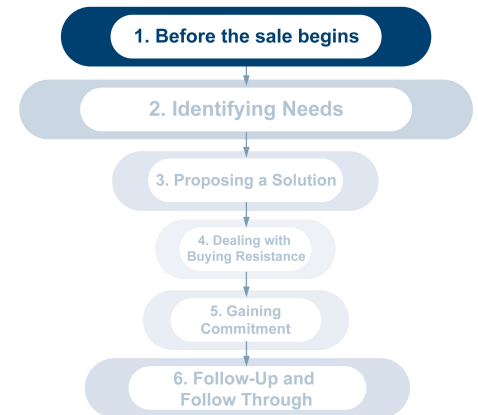 1. Before the sale begins
2. Identifying Needs
3. Proposing a Solution
4. Dealing with
Buying Resistance
5. Gaining
Commitment
6. Follow-Up and
Follow Through